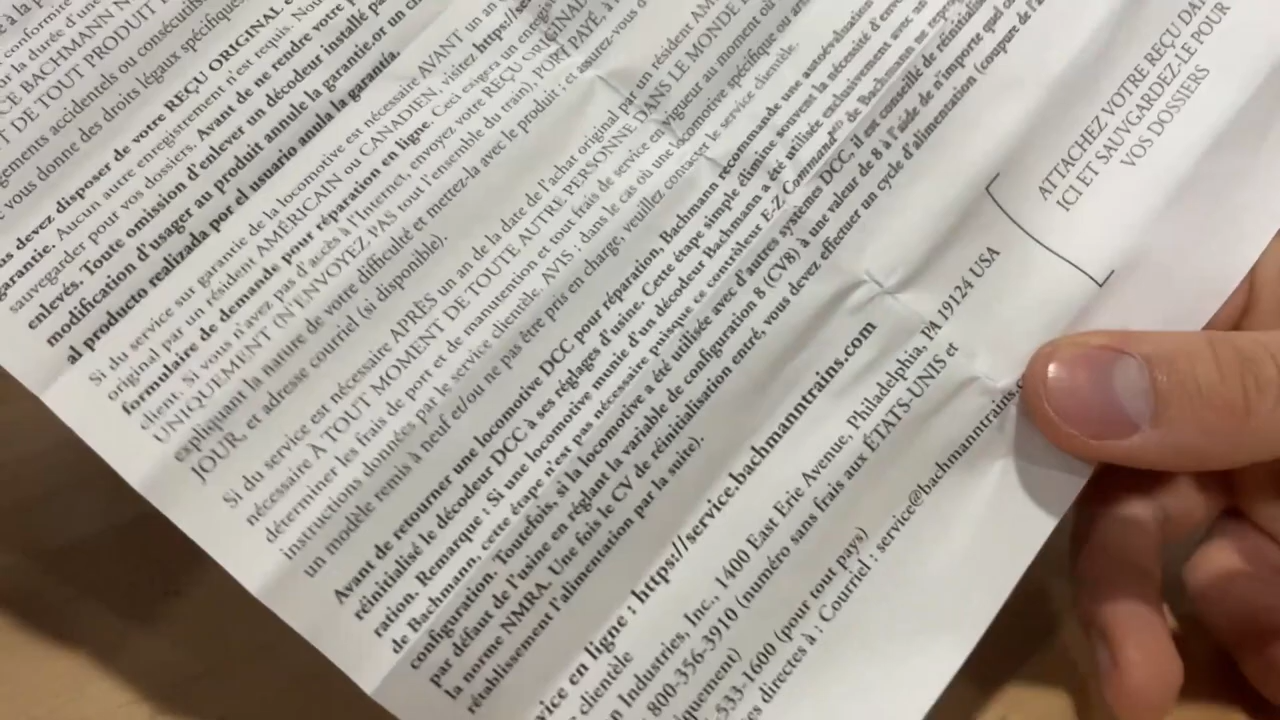 conformité
r la durée d'une
CE BACHMANN N
T DE TOUT PRODUIT
gements accidentels ou consécutifs
vous donne des droits légaux spécifiques
us devez disposer de votre REÇU ORIGINAL
garantie. Aucun autre enregistrement n'est requis. Nou
sauvegarder pour vos dossiers. Avant de rendre votre
enlevés. Toute omission d'enlever un décodeur installé pa
modification d'usager au produit annule la garantie.or un
al producto realizada por el usuario anula la garantía.
Si du service sur garantie de la locomotive est nécessaire AVANT un an
original par un résident AMÉRICAIN ou CANADIEN, visitez https://
formulaire de demande pour réparation en ligne. Ceci exigera un
client. Si vous n'avez pas d'accès à l'Internet, envoyez votre REÇU ORIGINAL
UNIQUEMENT (N'ENVOYEZ PAS tout l'ensemble du train), PORT PAYÉ, à
expliquant la nature de votre difficulté et mettez-la avec le produit ; et assurez-vous d
JOUR, et adresse courriel (si disponible).
Si du service est nécessaire APRÈS un an de la date de l'achat original par un résident AM
nécessaire À TOUT MOMENT DE TOUTE AUTRE PERSONNE DANS LE MONDE
déterminer les frais de port et de manutention et tout frais de service en vigueur au moment où
instructions données par le service clientèle. AVIS : dans le cas où une locomotive spécifique
un modèle remis à neuf et/ou ne pas être pris en charge, veuillez contacter le service clientèle.
Avant de retourner une locomotive DCC pour réparation, Bachmann recommande une
réinitialisé le décodeur DCC à ses réglages d'usine. Cette étape simple élimine souvent la nécessité d'
ration. Remarque : Si une locomotive munie d'un décodeur Bachmann a été utilisée exclusivement avec
de Bachmann, cette étape n'est pas nécessaire puisque ce contrôleur E-Z Command de Bachmann ne
configuration. Toutefois, si la locomotive a été utilisée avec d'autres systèmes DCC, il est conseillé de
par défaut de l'usine en réglant la variable de configuration 8 (CV8) à une valeur de 8 à l'aide de n'importe quel
la norme NMRA. Une fois le CV de réinitialisation entré, vous devez effectuer un cycle d'alimentation (coupure de
rétablissement l'alimentation par la suite).
vice en ligne : https://service.bachmanntrains.com
clientèle
n Industries, Inc., 1400 East Erie Avenue, Philadelphia, PA 19124 USA
800-356-3910 (numéro sans frais aux ÉTATS-UNIS et
iquement)
-533-1600 (pour tout pays)
es directes à : Courriel : service@bachmanntrains.c
ATTACHEZ VOTRE REÇU DA
ICI ET SAUVGARDEZ-LE POUR
VOS DOSSIERS